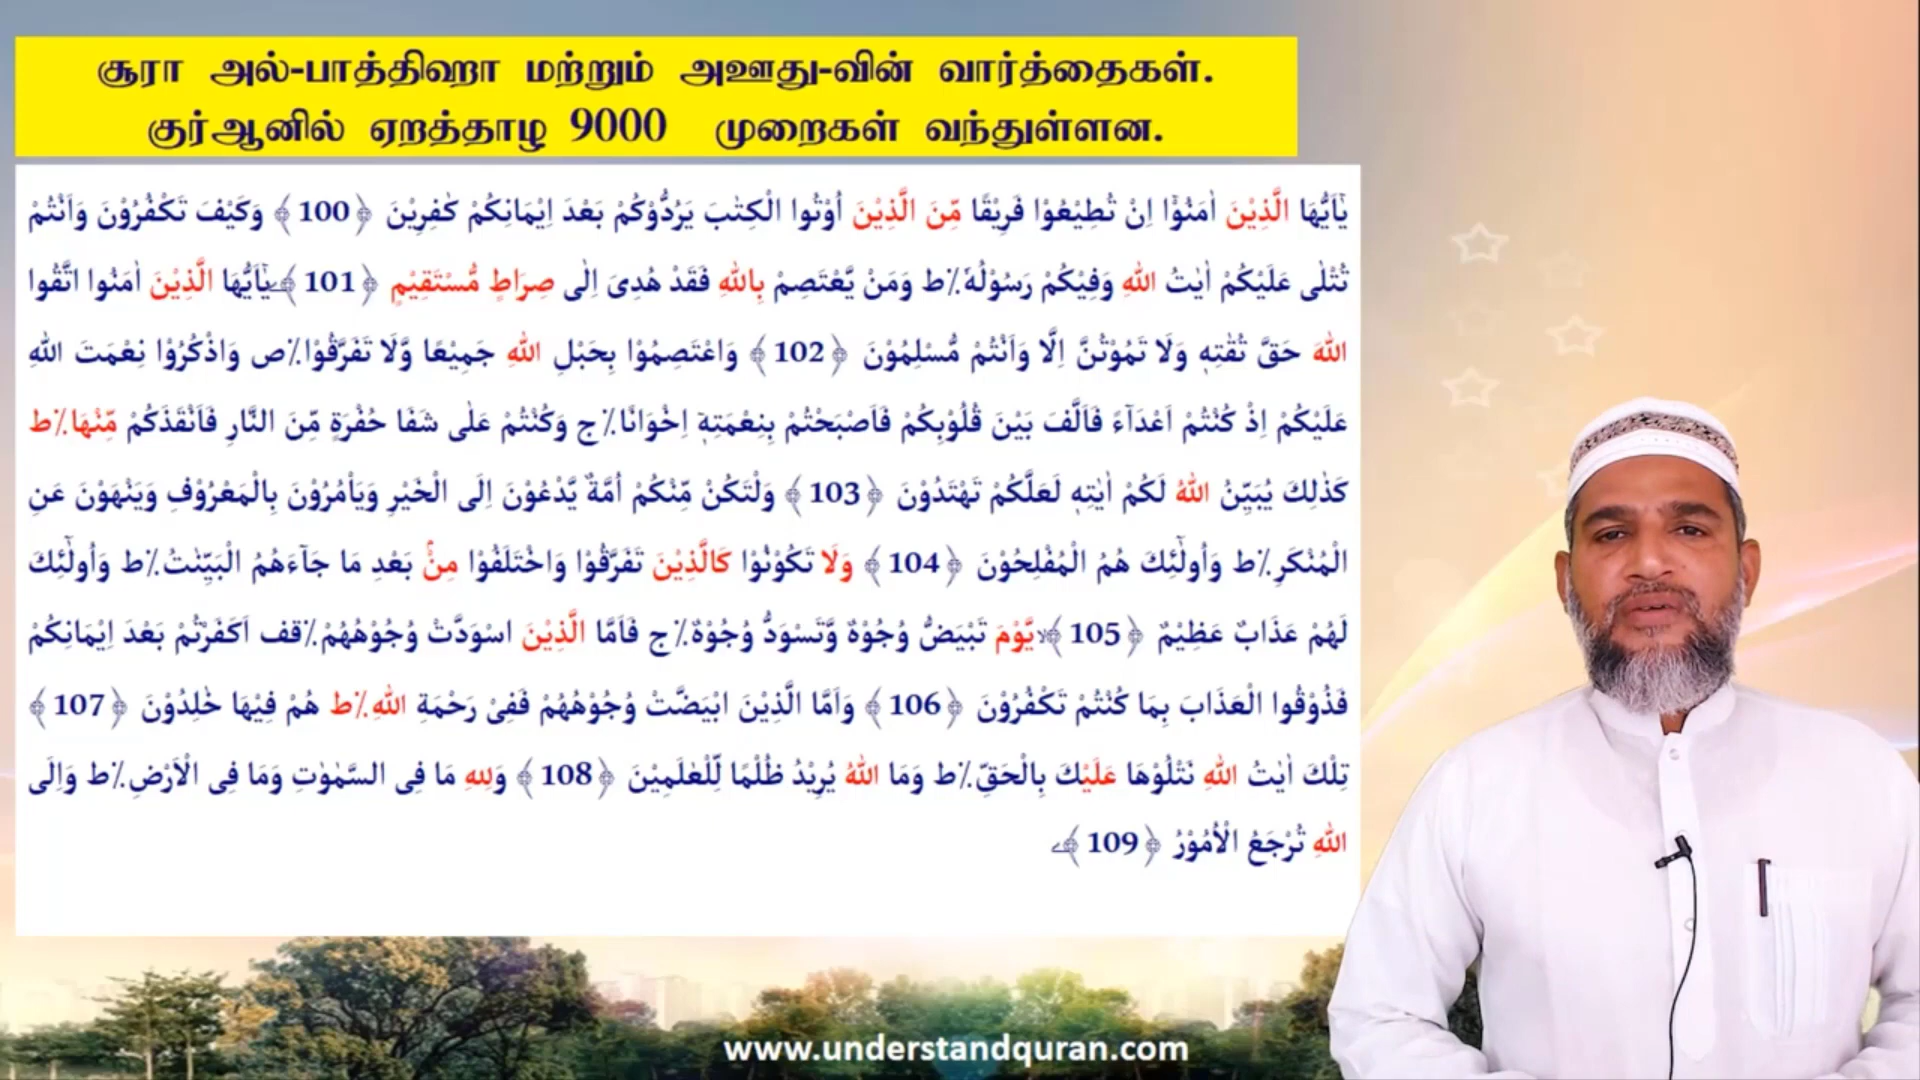 சூரா அல்-பாத்திஹா மற்றும் அஊது-வின் வார்த்தைகள்.
குர்ஆனில் ஏறத்தாழ 9000 முறைகள் வந்துள்ளன.
يٰۤاَيُّهَا الَّذِيْنَ اٰمَنُوْۤا اِنْ تُطِيْعُوْا فَرِيْقًا مِّنَ الَّذِيْنَ اُوْتُوا الْكِتٰبَ يَرُدُّوْكُمْ بَعْدَ اِيْمَانِكُمْ كٰفِرِيْنَ ﴿100﴾ وَكَيْفَ تَكْفُرُوْنَ وَاَنْتُمْ
تُتْلٰى عَلَيْكُمْ اٰيٰتُ اللّٰهِ وَفِيْكُمْ رَسُوْلُهٗ٪ط وَمَنْ يَّعْتَصِمْ بِاللّٰهِ فَقَدْ هُدِىَ اِلٰى صِرَاطٍ مُّسْتَقِيْمٍ ﴿101﴾ يٰۤاَيُّهَا الَّذِيْنَ اٰمَنُوا اتَّقُوا
اللّٰهَ حَقَّ تُقٰتِهٖ وَلَا تَمُوْتُنَّ اِلَّا وَاَنْتُمْ مُّسْلِمُوْنَ ﴿102﴾ وَاعْتَصِمُوْا بِحَبْلِ اللّٰهِ جَمِيْعًا وَّلَا تَفَرَّقُوْا٪ص وَاذْكُرُوْا نِعْمَتَ اللّٰهِ
عَلَيْكُمْ اِذْ كُنْتُمْ اَعْدَآءً فَاَلَّفَ بَيْنَ قُلُوْبِكُمْ فَاَصْبَحْتُمْ بِنِعْمَتِهٖۤ اِخْوَانًا٪ج وَكُنْتُمْ عَلٰى شَفَا حُفْرَةٍ مِّنَ النَّارِ فَاَنْقَذَكُمْ مِّنْهَا٪ط
كَذٰلِكَ يُبَيِّنُ اللّٰهُ لَكُمْ اٰيٰتِهٖ لَعَلَّكُمْ تَهْتَدُوْنَ ﴿103﴾ وَلْتَكُنْ مِّنْكُمْ اُمَّةٌ يَّدْعُوْنَ اِلَى الْخَيْرِ وَيَاْمُرُوْنَ بِالْمَعْرُوْفِ وَيَنْهَوْنَ عَنِ
الْمُنْكَرِ٪ط وَاُولٰٓئِكَ هُمُ الْمُفْلِحُوْنَ ﴿104﴾ وَلَا تَكُوْنُوْا كَالَّذِيْنَ تَفَرَّقُوْا وَاخْتَلَفُوْا مِنْۢ بَعْدِ مَا جَآءَهُمُ الْبَيِّنٰتُ٪ط وَاُولٰٓئِكَ
لَهُمْ عَذَابٌ عَظِيْمٌ ﴿105﴾ۙ يَّوْمَ تَبْيَضُّ وُجُوْهٌ وَّتَسْوَدُّ وُجُوْهٌ٪ج فَاَمَّا الَّذِيْنَ اسْوَدَّتْ وُجُوْهُهُمْ٪قف اَكَفَرْتُمْ بَعْدَ اِيْمَانِكُمْ
فَذُوْقُوا الْعَذَابَ بِمَا كُنْتُمْ تَكْفُرُوْنَ ﴿106﴾ وَاَمَّا الَّذِيْنَ ابْيَضَّتْ وُجُوْهُهُمْ فَفِىْ رَحْمَةِ اللّٰهِ٪ط هُمْ فِيْهَا خٰلِدُوْنَ ﴿107﴾
تِلْكَ اٰيٰتُ اللّٰهِ نَتْلُوْهَا عَلَيْكَ بِالْحَقِّ٪ط وَمَا اللّٰهُ يُرِيْدُ ظُلْمًا لِّلْعٰلَمِيْنَ ﴿108﴾ وَلِلّٰهِ مَا فِى السَّمٰوٰتِ وَمَا فِى الْاَرْضِ٪ط وَاِلَى
اللّٰهِ تُرْجَعُ الْاُمُوْرُ ﴿109﴾ے
www.understandquran.com